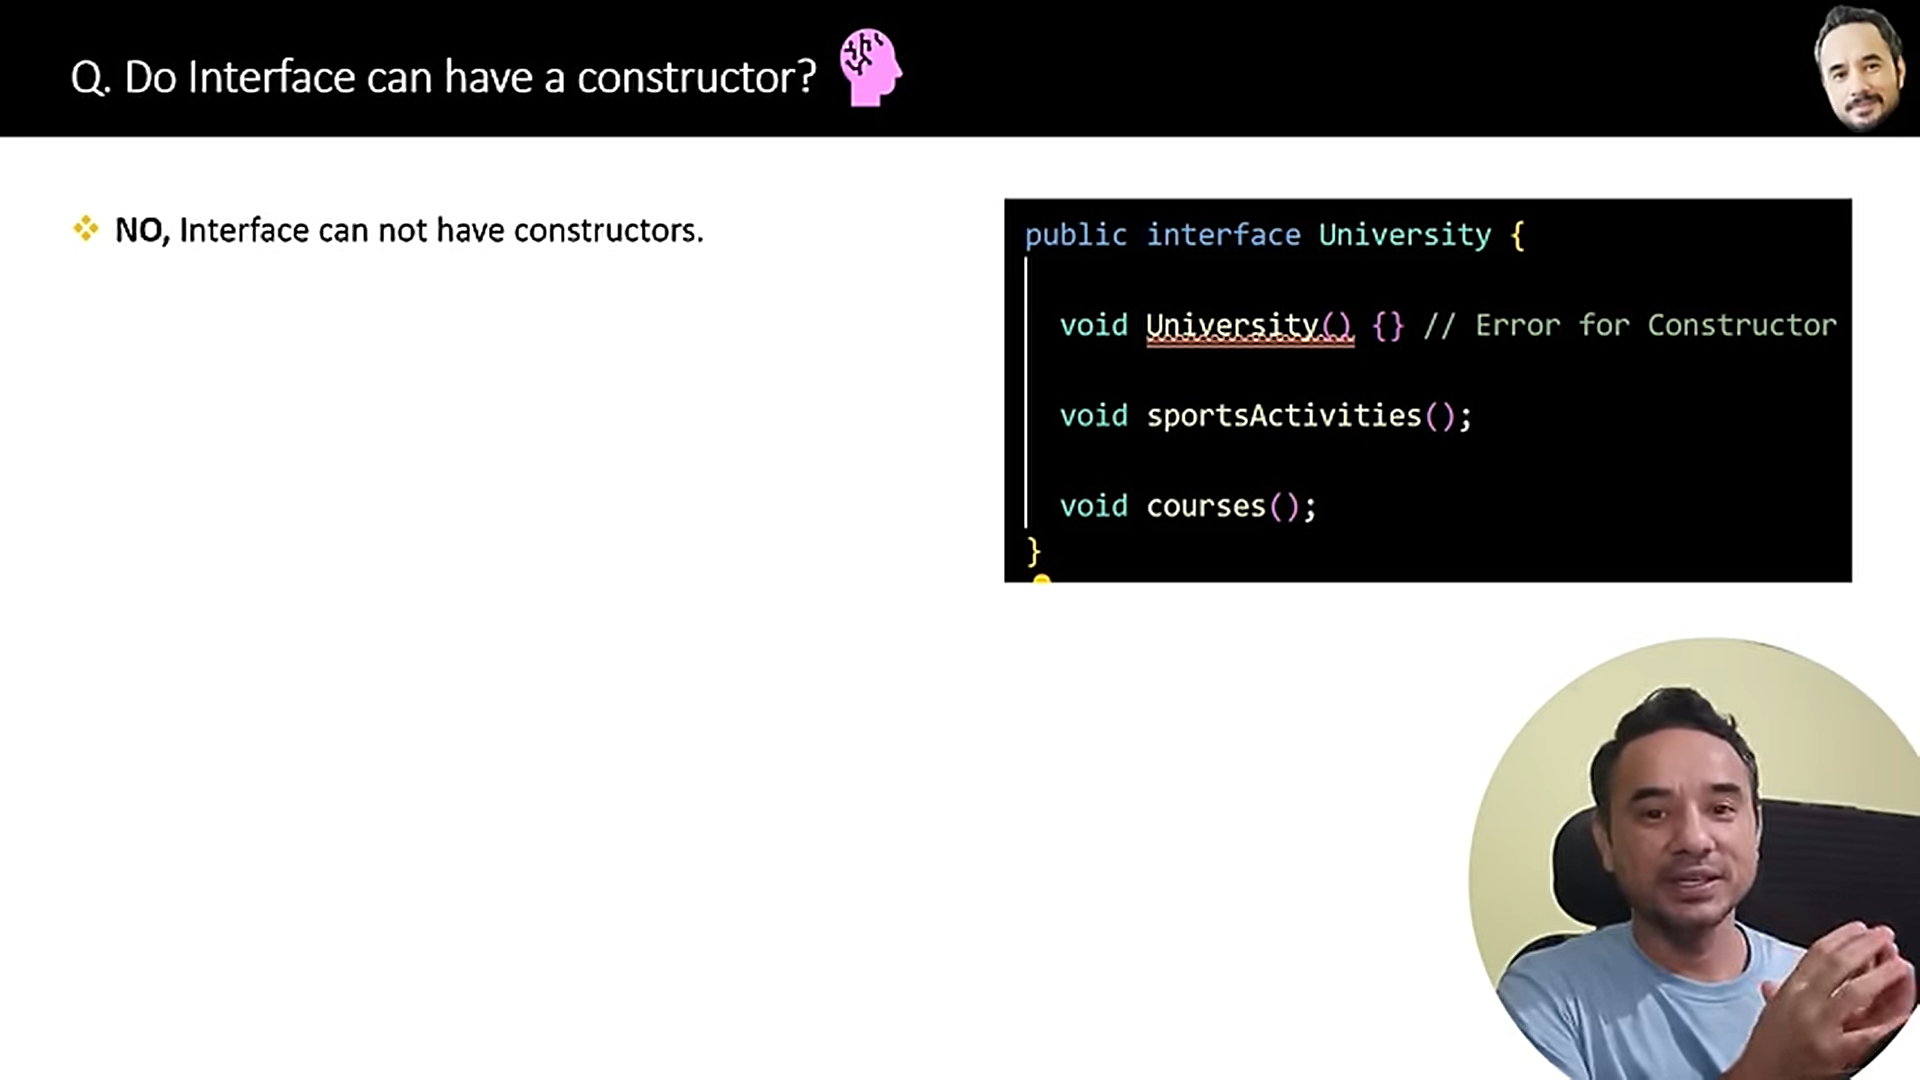 Q. Do Interface can have a constructor?
NO, Interface can not have constructors.
public interface University {
void University() {} // Error for Constructor
void sportsActivities();
void courses();
}